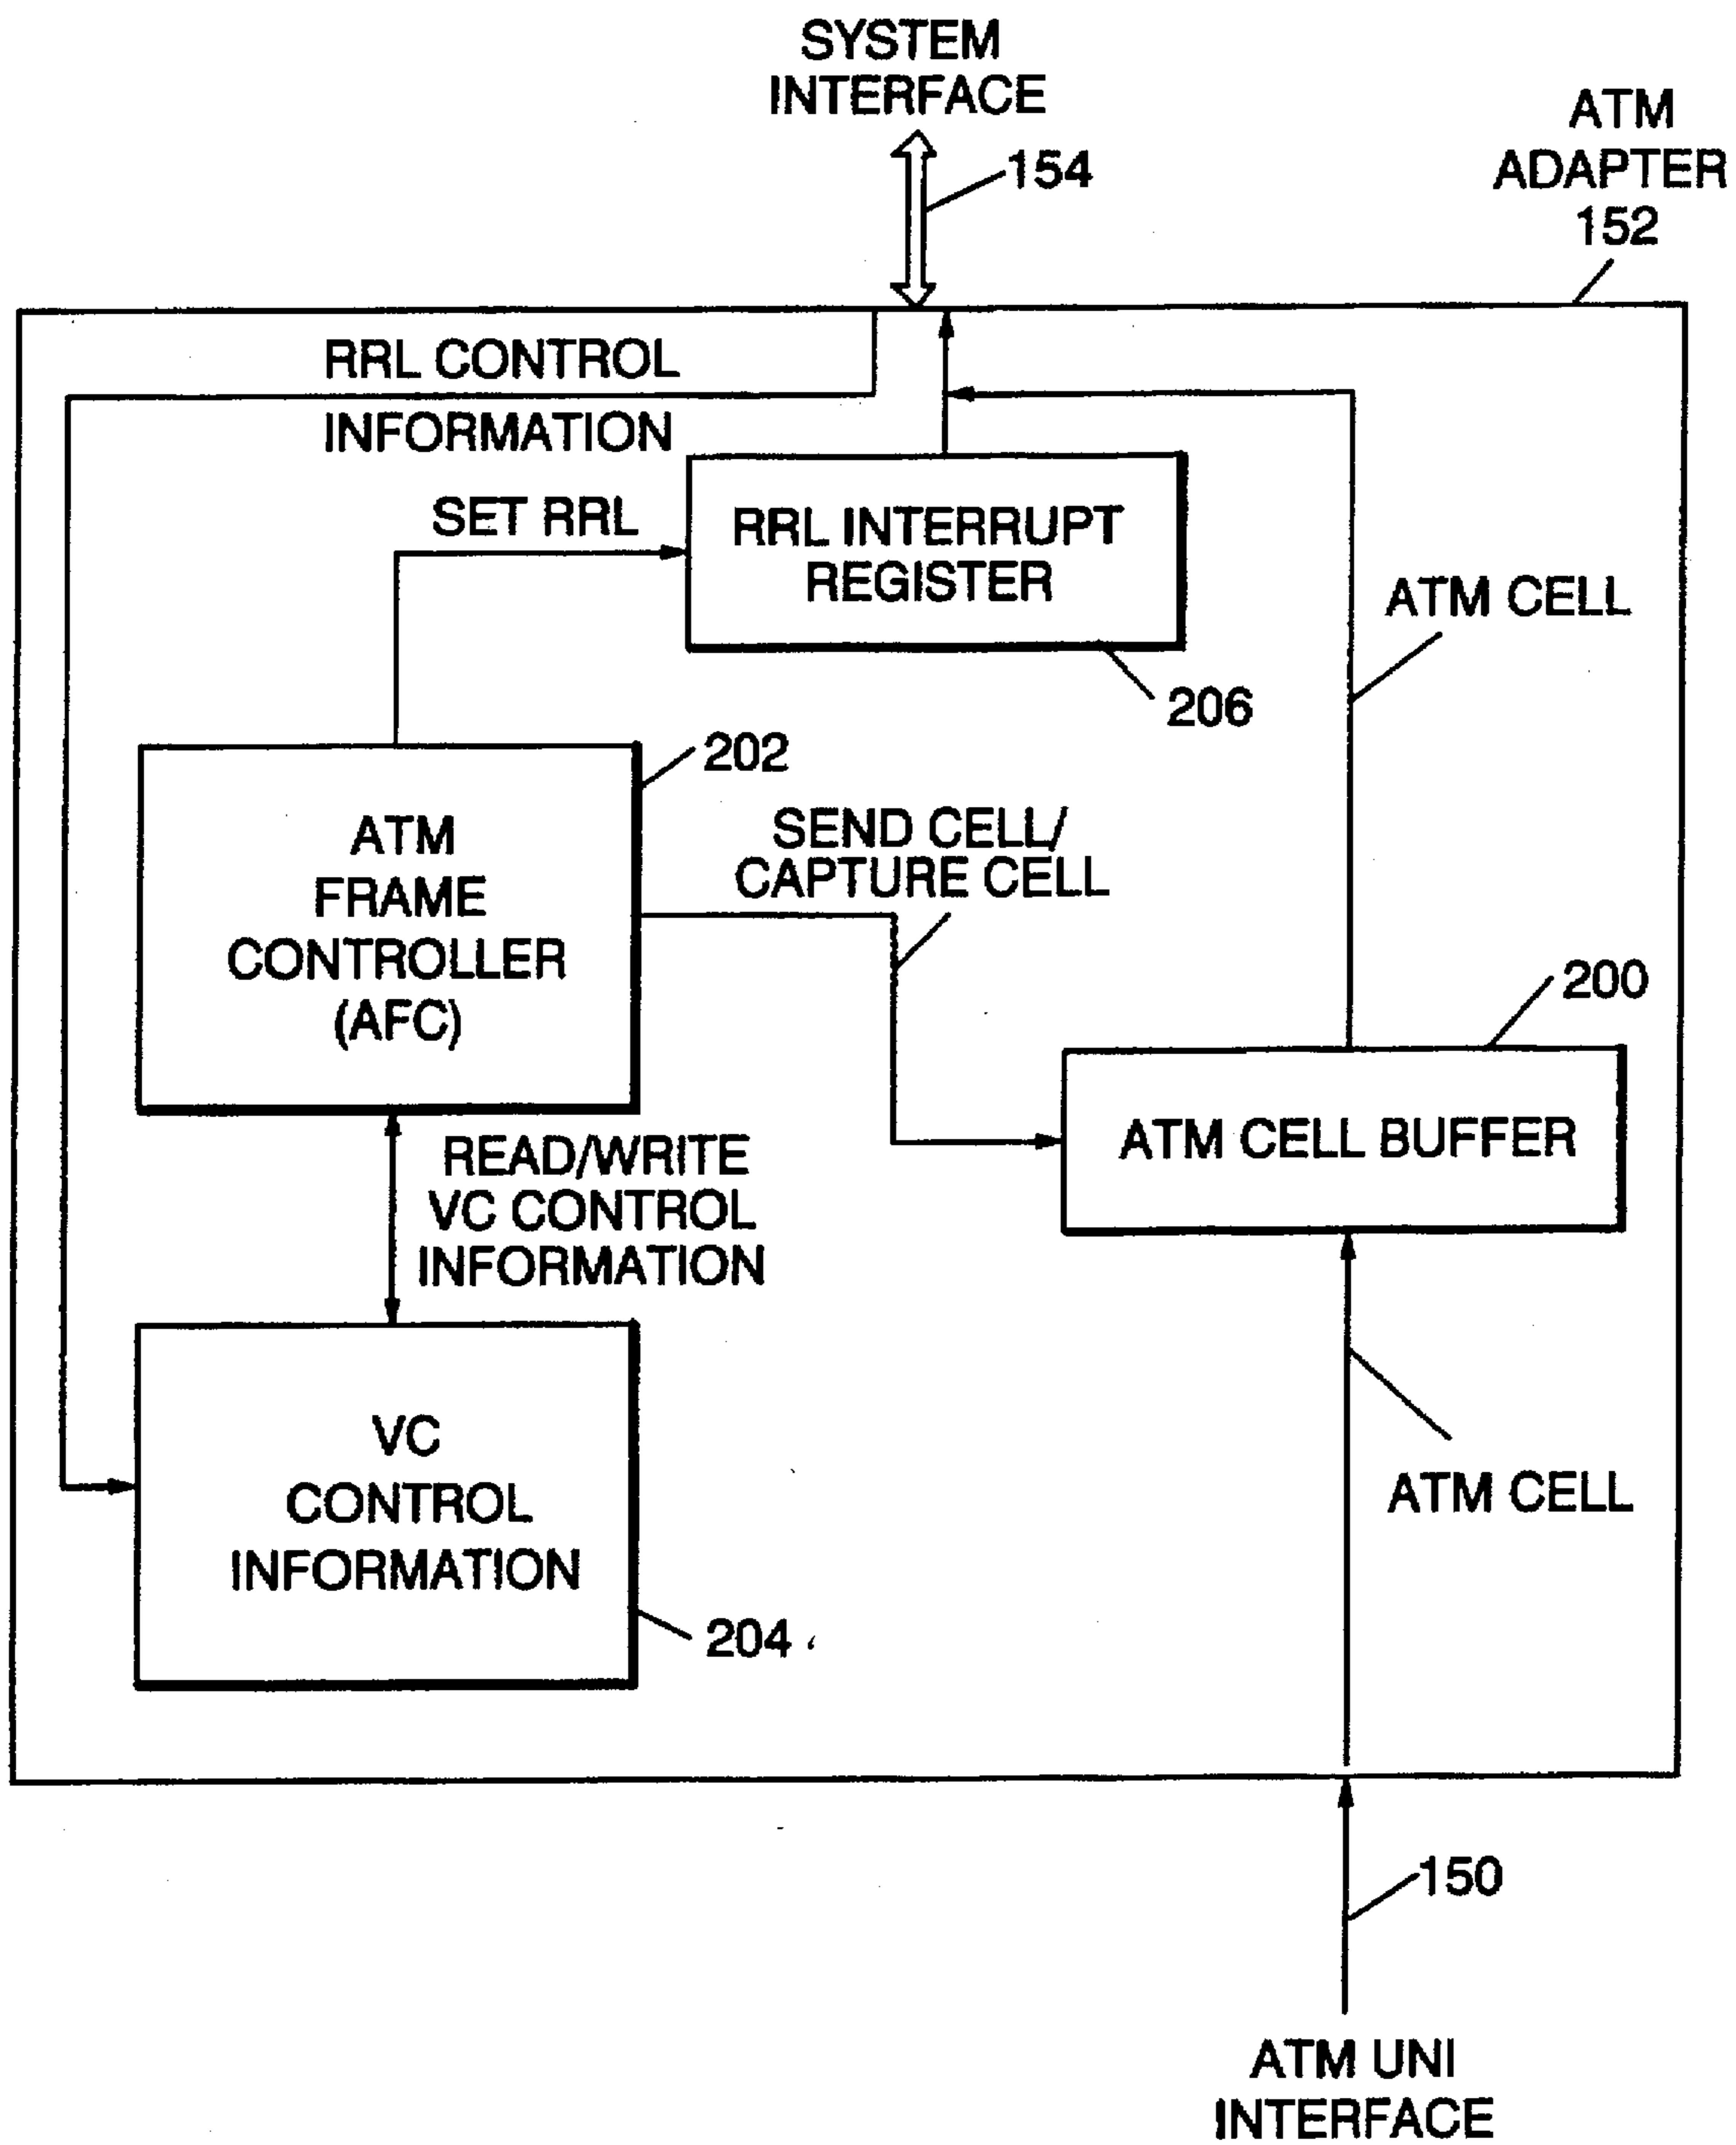 SYSTEM
INTERFACE
154
ATM
ADAPTER
152
RRL CONTROL
INFORMATION
SET RRL
RRL INTERRUPT
REGISTER
206
ATM CELL
202
ATM
FRAME
CONTROLLER
(AFC)
SEND CELL/
CAPTURE CELL
200
ATM CELL BUFFER
READ/WRITE
VC CONTROL
INFORMATION
VC
CONTROL
INFORMATION
204
ATM CELL
150
ATM UNI
INTERFACE